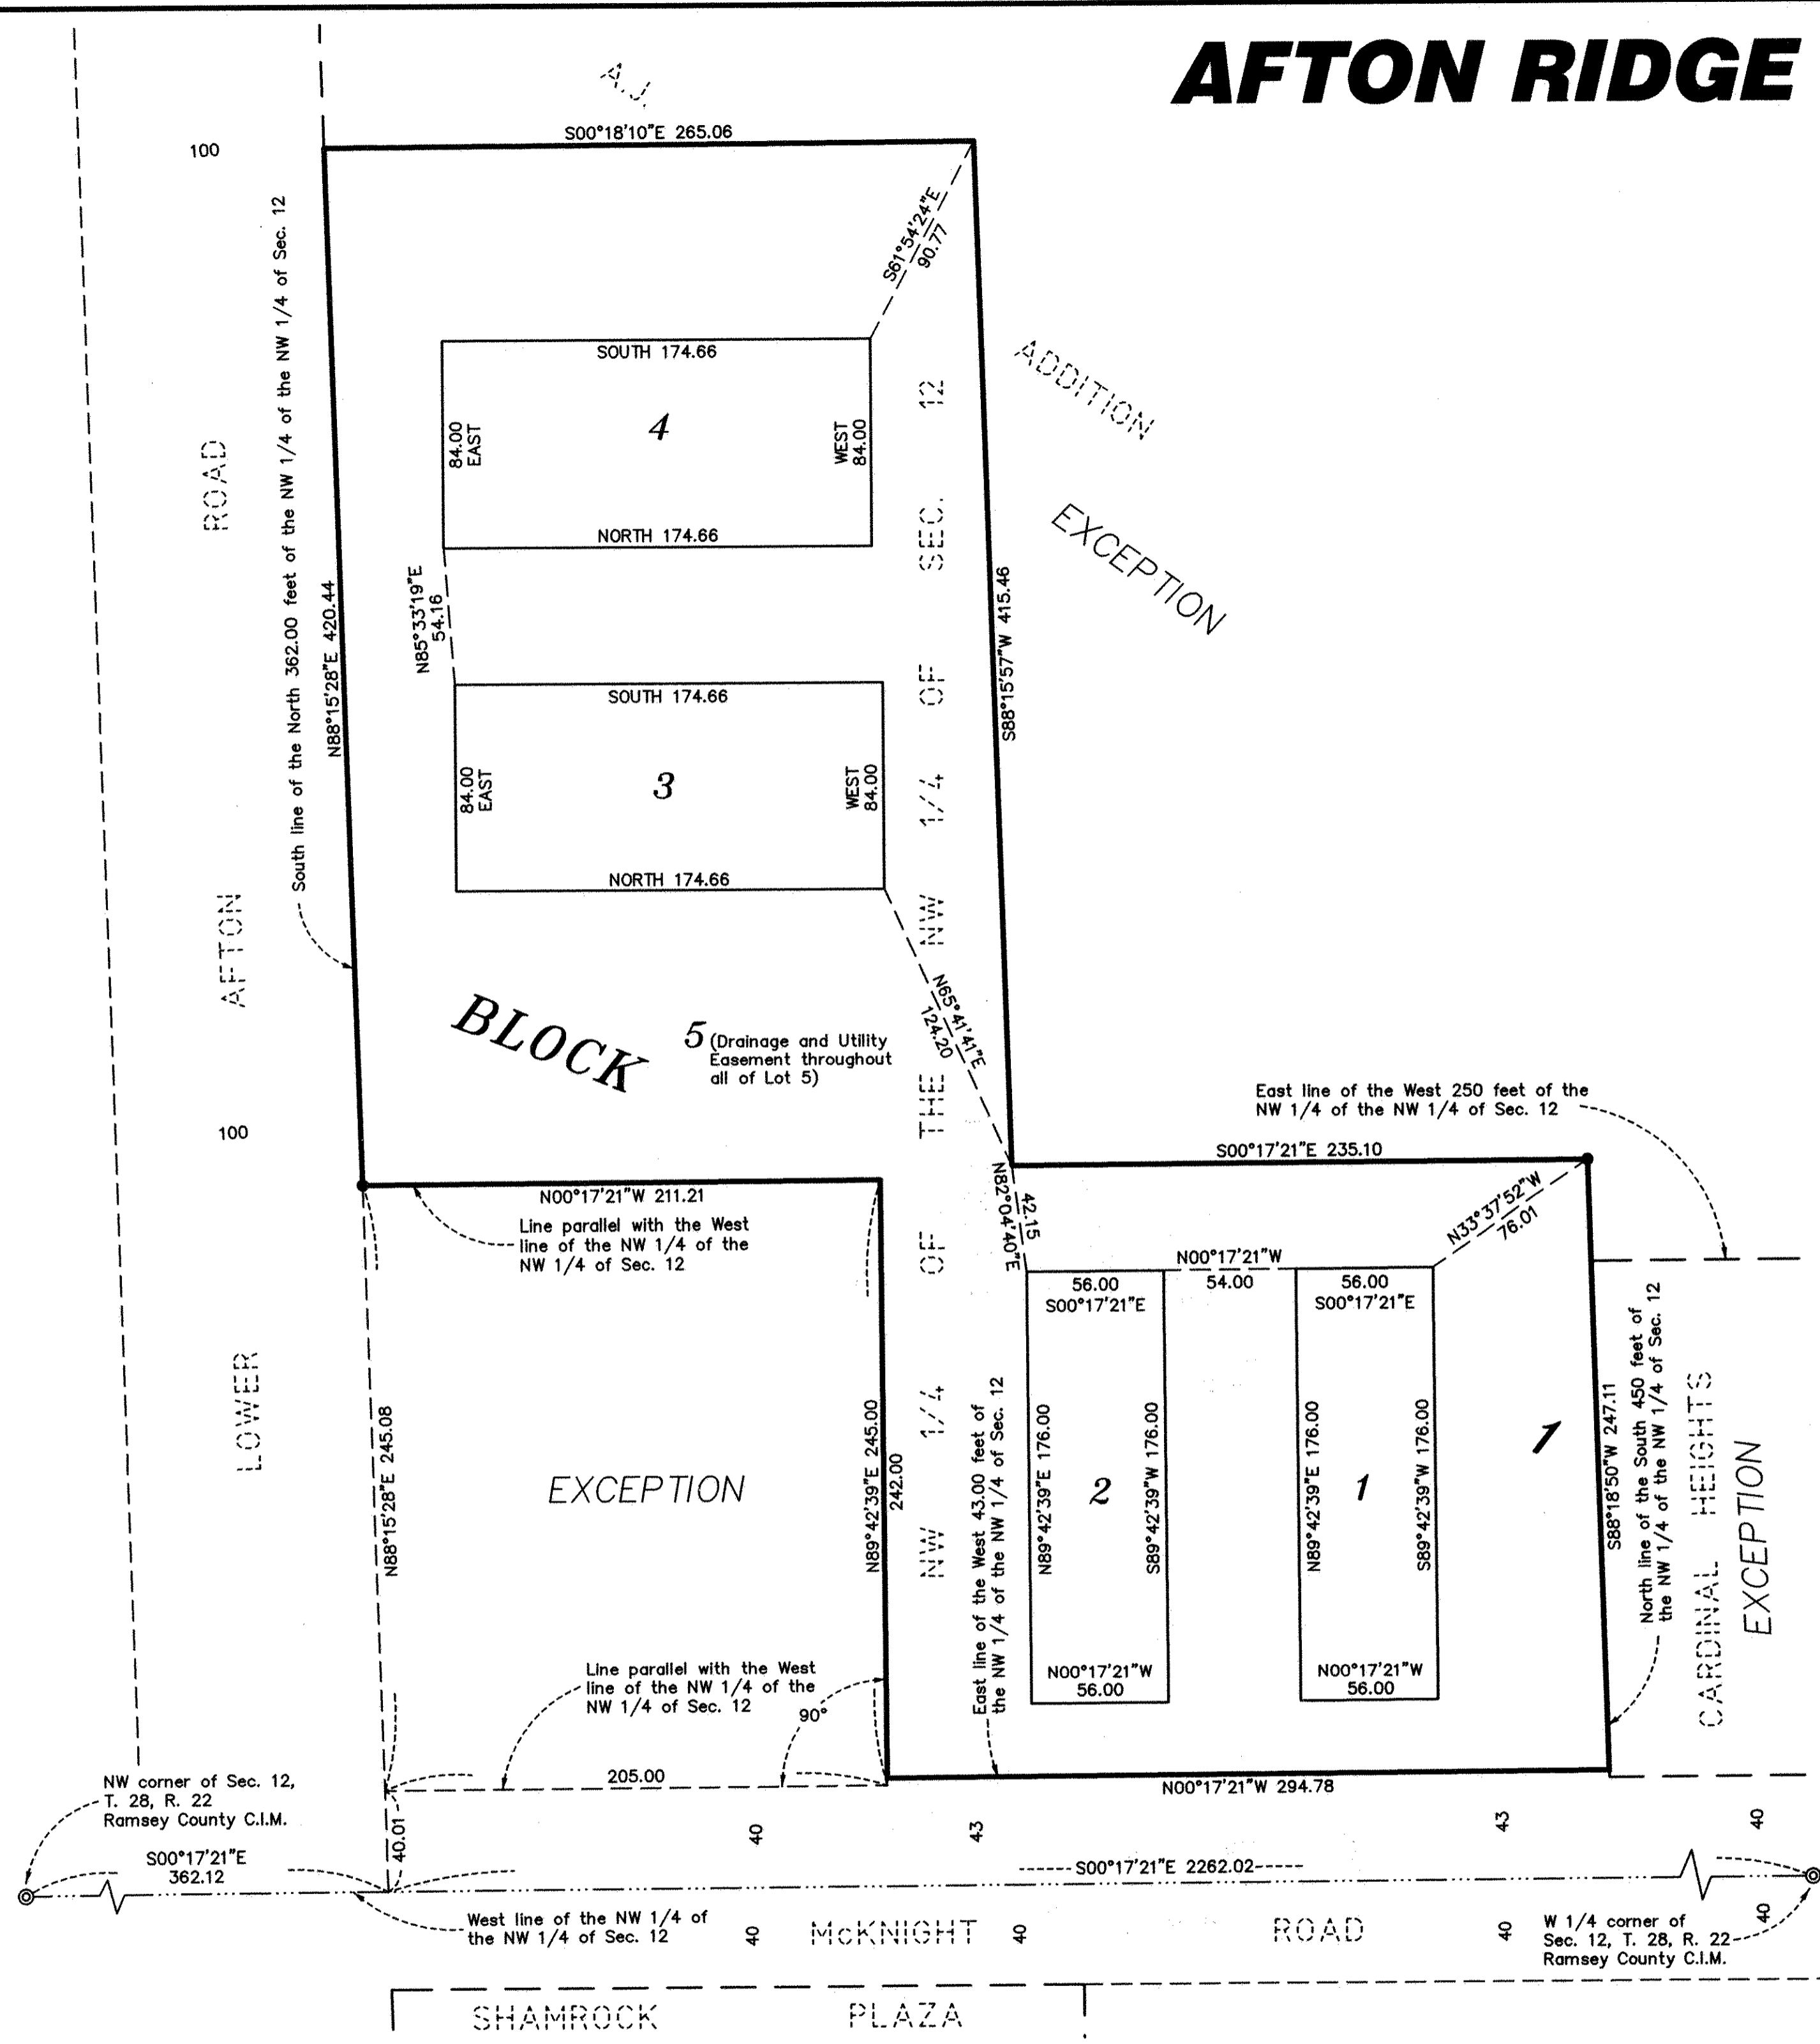 AFTON RIDGE
A.J.
S00°18'10"E 265.06
100
South line of the North 362.00 feet of the NW 1/4 of the NW 1/4 of Sec. 12
S61°54'24"E
90.77
SOUTH 174.66
4
84.00
EAST
WEST
84.00
NORTH 174.66
ADDITION
EXCEPTION
ROAD
N88°15'28"E 420.44
N85°33'19"E
54.16
S88°15'57"W 415.46
SOUTH 174.66
3
84.00
EAST
WEST
84.00
NORTH 174.66
NW 1/4 OF THE NW 1/4 OF SEC. 12
AFTON
BLOCK
5 (Drainage and Utility
Easement throughout
all of Lot 5)
N65°41'41"E
124.20
100
East line of the West 250 feet of the
NW 1/4 of the NW 1/4 of Sec. 12
S00°17'21"E 235.10
N00°17'21"W 211.21
Line parallel with the West
line of the NW 1/4 of the
NW 1/4 of Sec. 12
N82°04'40"E
42.15
N33°37'52"W
76.01
N00°17'21"W
56.00
S00°17'21"E
54.00
56.00
S00°17'21"E
LOWER
N88°15'28"E 245.08
EXCEPTION
N89°42'39"E 245.00
242.00
East line of the West 43.00 feet of
the NW 1/4 of the NW 1/4 of Sec. 12
N89°42'39"E 176.00
2
S89°42'39"W 176.00
N89°42'39"E 176.00
1
S89°42'39"W 176.00
1
S88°18'50"W 247.11
North line of the South 450 feet of
the NW 1/4 of the NW 1/4 of Sec. 12
CARDINAL HEIGHTS
EXCEPTION
N00°17'21"W
56.00
N00°17'21"W
56.00
Line parallel with the West
line of the NW 1/4 of the
NW 1/4 of Sec. 12
90°
205.00
N00°17'21"W 294.78
NW corner of Sec. 12,
T. 28, R. 22
Ramsey County C.I.M.
40.01
40
43
43
40
S00°17'21"E
362.12
S00°17'21"E 2262.02
West line of the NW 1/4 of
the NW 1/4 of Sec. 12
40
McKNIGHT
40
ROAD
40
40
W 1/4 corner of
Sec. 12, T. 28, R. 22
Ramsey County C.I.M.
SHAMROCK PLAZA